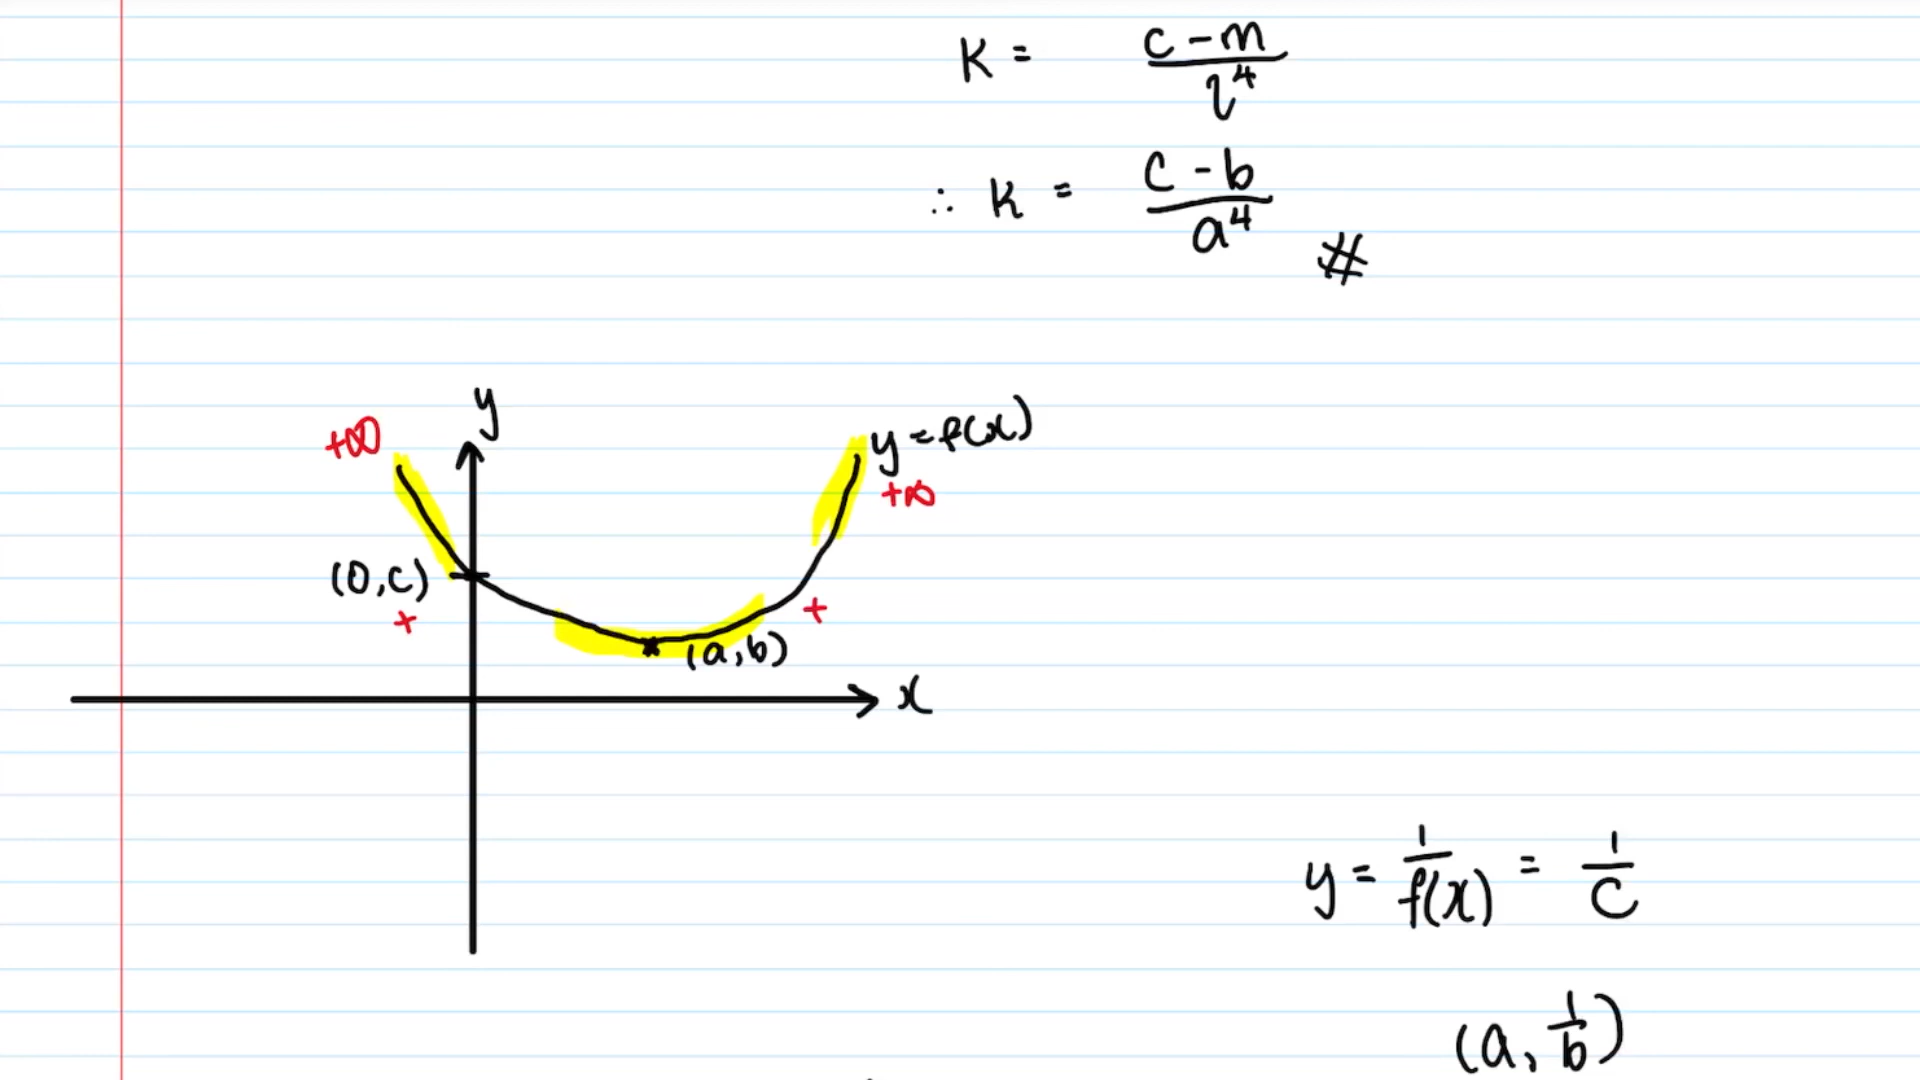 K = (c - m)/l⁴
∴ K = (c - b)/a⁴ #
y
+∞
y = f(x)
+∞
(0, c)
+
+
(a, b)
x
y = 1/f(x) = 1/c
(a, 1/b)